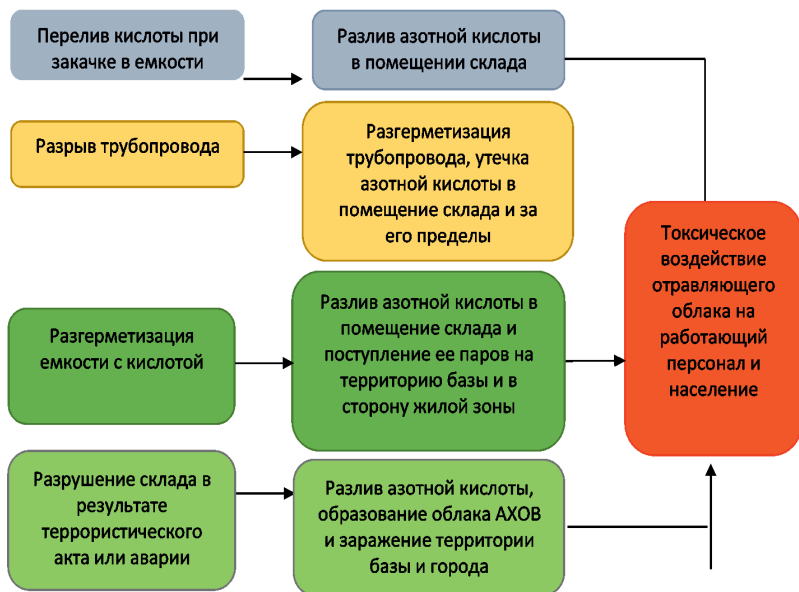 Перелив кислоты при
закачке в емкости
Разлив азотной кислоты
в помещении склада
Разрыв трубопровода
Разгерметизация
трубопровода, утечка
азотной кислоты в
помещение склада и за
его пределы
Разгерметизация
емкости с кислотой
Разлив азотной кислоты в
помещение склада и
поступление ее паров на
территорию базы и в
сторону жилой зоны
Разрушение склада в
результате
террористического
акта или аварии
Разлив азотной кислоты,
образование облака АХОВ
и заражение территории
базы и города
Токсическое
воздействие
отравляющего
облака на
работающий
персонал и
население